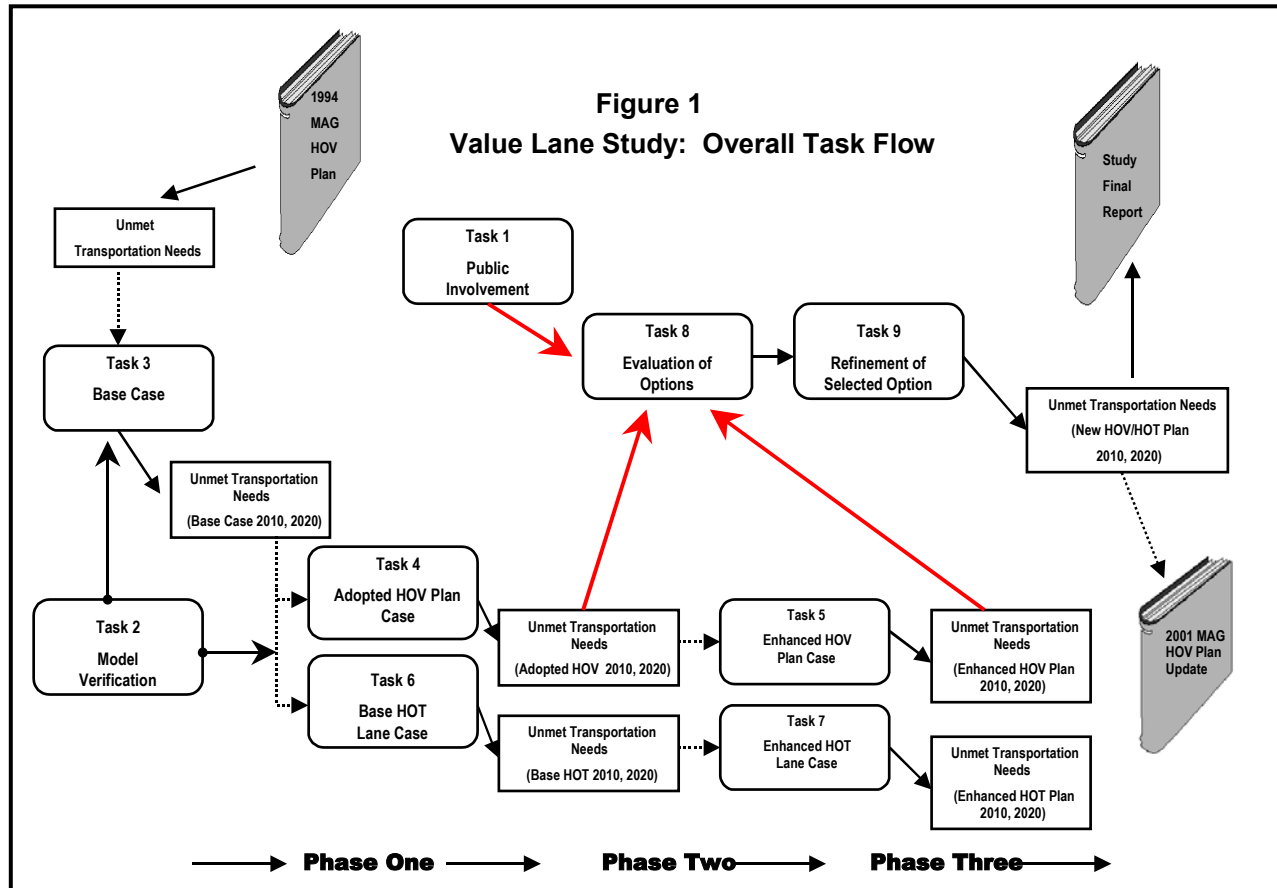 Figure 1
Value Lane Study: Overall Task Flow
1994
MAG
HOV
Plan
Study
Final
Report
Unmet
Transportation Needs
Task 1
Public
Involvement
Task 3
Base Case
Task 8
Evaluation of
Options
Task 9
Refinement of
Selected Option
Unmet Transportation Needs
(New HOV/HOT Plan
2010, 2020)
Unmet Transportation
Needs
(Base Case 2010, 2020)
Task 2
Model
Verification
Task 4
Adopted HOV Plan
Case
Unmet Transportation
Needs
(Adopted HOV 2010, 2020)
Task 5
Enhanced HOV
Plan Case
Unmet Transportation
Needs
(Enhanced HOV Plan
2010, 2020)
2001 MAG
HOV Plan
Update
Task 6
Base HOT
Lane Case
Unmet Transportation
Needs
(Base HOT 2010, 2020)
Task 7
Enhanced HOT
Lane Case
Unmet Transportation
Needs
(Enhanced HOT Plan
2010, 2020)
Phase One
Phase Two
Phase Three